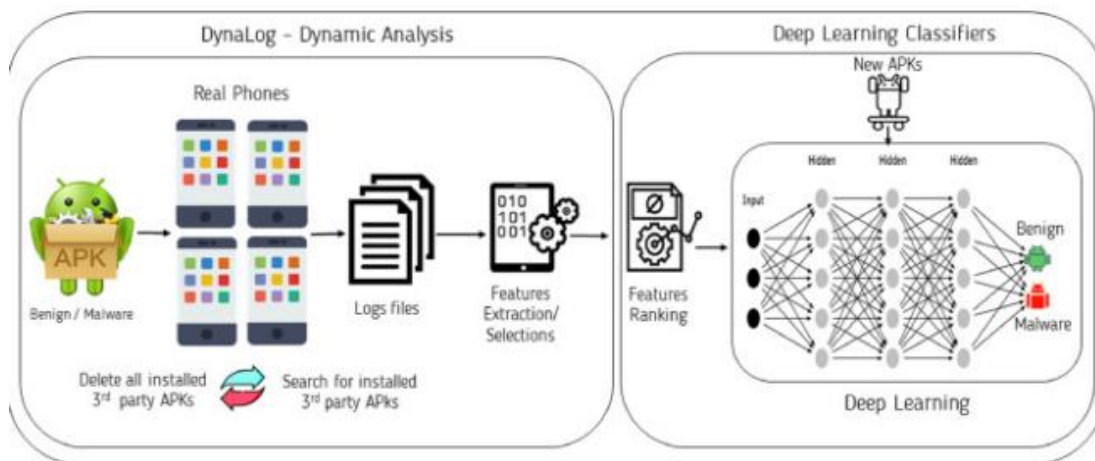 DynaLog – Dynamic Analysis
Real Phones
APK
Benign / Malware
Logs files
010
101
001
Features
Extraction/
Selections
Delete all installed
3rd party APKs
Search for installed
3rd party APKs
Deep Learning Classifiers
New APKs
Features
Ranking
Input
Hidden
Hidden
Hidden
Benign
Malware
Deep Learning